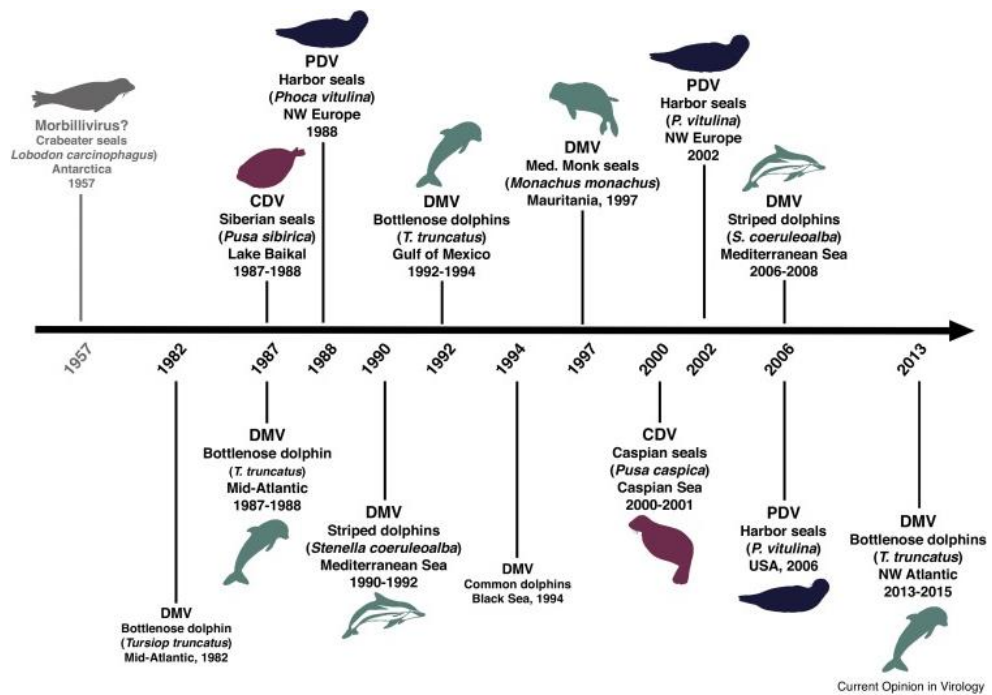 Morbillivirus?
Crabeater seals
Lobodon carcinophagus)
Antarctica
1957
CDV
Siberian seals
(Pusa sibirica)
Lake Baikal
1987-1988
PDV
Harbor seals
(Phoca vitulina)
NW Europe
1988
DMV
Bottlenose dolphins
(T. truncatus)
Gulf of Mexico
1992-1994
DMV
Med. Monk seals
(Monachus monachus)
Mauritania, 1997
PDV
Harbor seals
(P. vitulina)
NW Europe
2002
DMV
Striped dolphins
(S. coeruleoalba)
Mediterranean Sea
2006-2008
1957
1982
1987
1988
1990
1992
1994
1997
2000
2002
2006
2013
DMV
Bottlenose dolphin
(Tursiop truncatus)
Mid-Atlantic, 1982
DMV
Bottlenose dolphin
(T. truncatus)
Mid-Atlantic
1987-1988
DMV
Striped dolphins
(Stenella coeruleoalba)
Mediterranean Sea
1990-1992
DMV
Common dolphins
Black Sea, 1994
CDV
Caspian seals
(Pusa caspica)
Caspian Sea
2000-2001
PDV
Harbor seals
(P. vitulina)
USA, 2006
DMV
Bottlenose dolphins
(T. truncatus)
NW Atlantic
2013-2015
Current Opinion in Virology